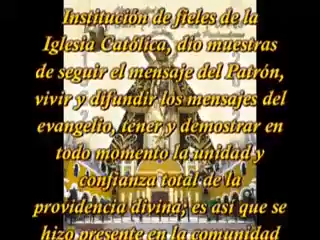 Institución de fieles de la
Iglesia Católica, dio muestras
de seguir el mensaje del Patrón,
vivir y difundir los mensajes del
evangelio, tener y demostrar en
todo momento la unidad y
confianza total de la
providencia divina; es así que se
hizo presente en la comunidad